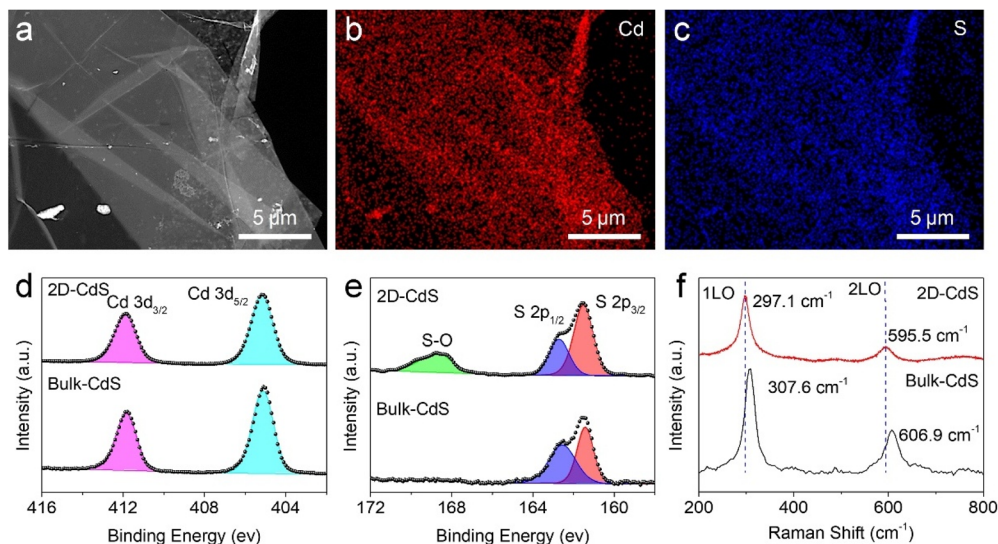 a
5 μm
b
Cd
5 μm
c
S
5 μm
d
2D-CdS
Cd 3d3/2
Cd 3d5/2
Bulk-CdS
Intensity (a.u.)
416 412 408 404
Binding Energy (ev)
e
2D-CdS
S-O
S 2p1/2
S 2p3/2
Bulk-CdS
Intensity (a.u.)
172 168 164 160
Binding Energy (ev)
f
1LO
2LO
2D-CdS
297.1 cm-1
595.5 cm-1
Bulk-CdS
307.6 cm-1
606.9 cm-1
Intensity (a.u.)
200 400 600 800
Raman Shift (cm-1)